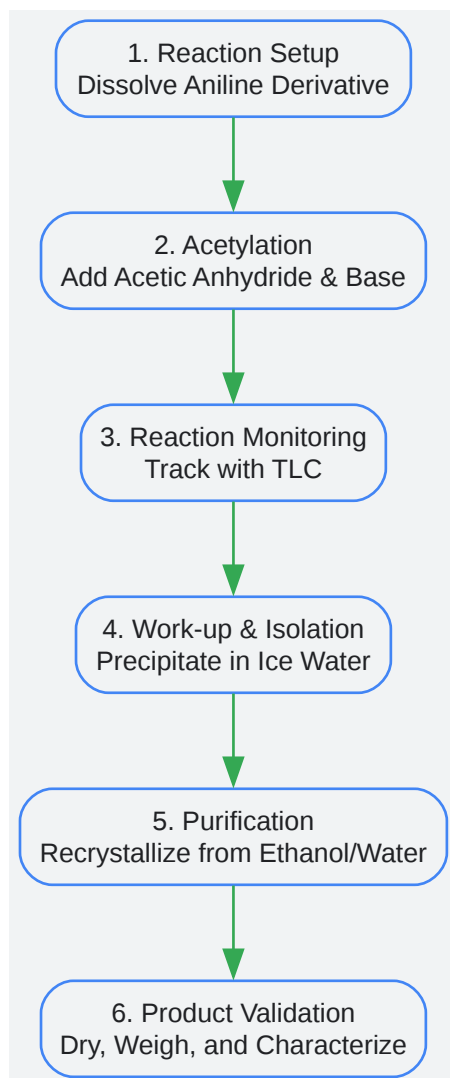 1. Reaction Setup
Dissolve Aniline Derivative
2. Acetylation
Add Acetic Anhydride & Base
3. Reaction Monitoring
Track with TLC
4. Work-up & Isolation
Precipitate in Ice Water
5. Purification
Recrystallize from Ethanol/Water
6. Product Validation
Dry, Weigh, and Characterize